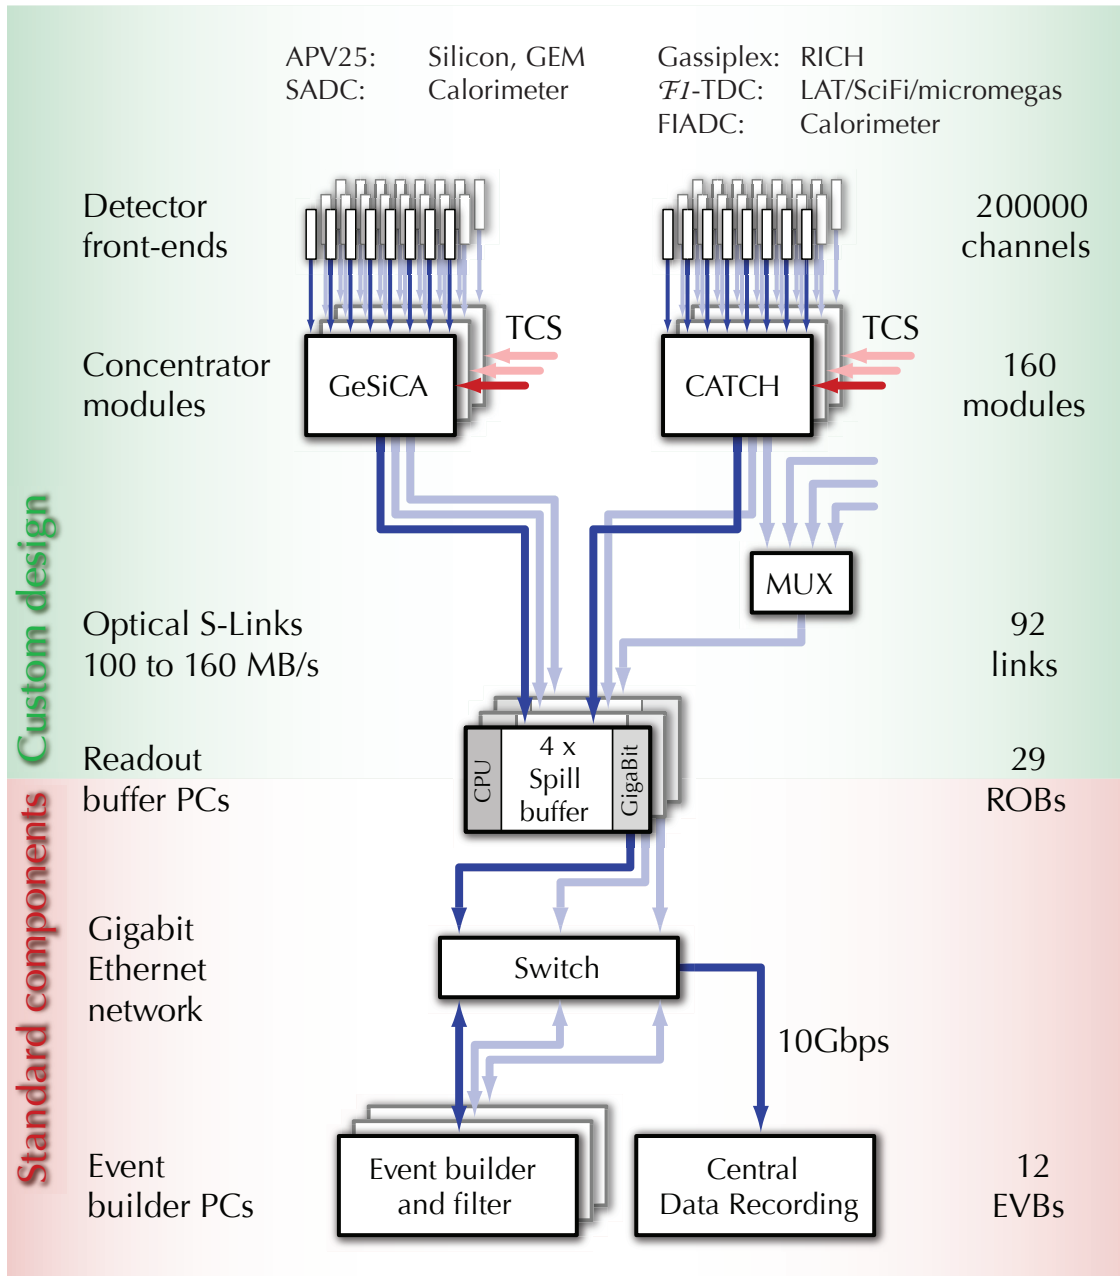 APV25: Silicon, GEM
SADC: Calorimeter
Gassiplex: RICH
F1-TDC: LAT/SciFi/micromegas
FIADC: Calorimeter
Detector
front-ends
200000
channels
TCS
TCS
Concentrator
modules
GeSiCA
CATCH
160
modules
MUX
Optical S-Links
100 to 160 MB/s
92
links
Custom design
Readout
buffer PCs
CPU
4 x
Spill
buffer
GigaBit
29
ROBs
Standard components
Gigabit
Ethernet
network
Switch
10Gbps
Event
builder PCs
Event builder
and filter
Central
Data Recording
12
EVBs